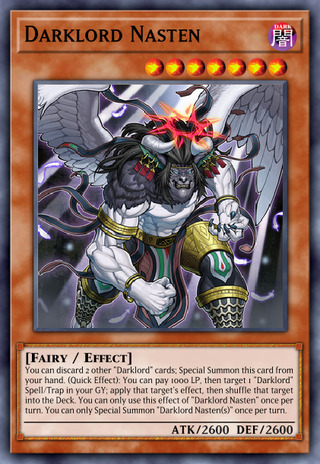 Darklord Nasten
DARK
闇
[Fairy / Effect]
You can discard 2 other "Darklord" cards; Special Summon this card from
your hand. (Quick Effect): You can pay 1000 LP, then target 1 "Darklord"
Spell/Trap in your GY; apply that target's effect, then shuffle that target
into the Deck. You can only use this effect of "Darklord Nasten" once per
turn. You can only Special Summon "Darklord Nasten(s)" once per turn.
ATK/2600 DEF/2600